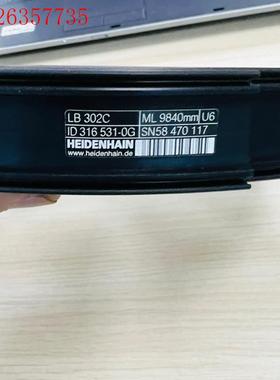 26357735
LB 302C ML 9840mm U6
ID 316 531-0G SN58 470 117
HEIDENHAIN
www.heidenhain.de